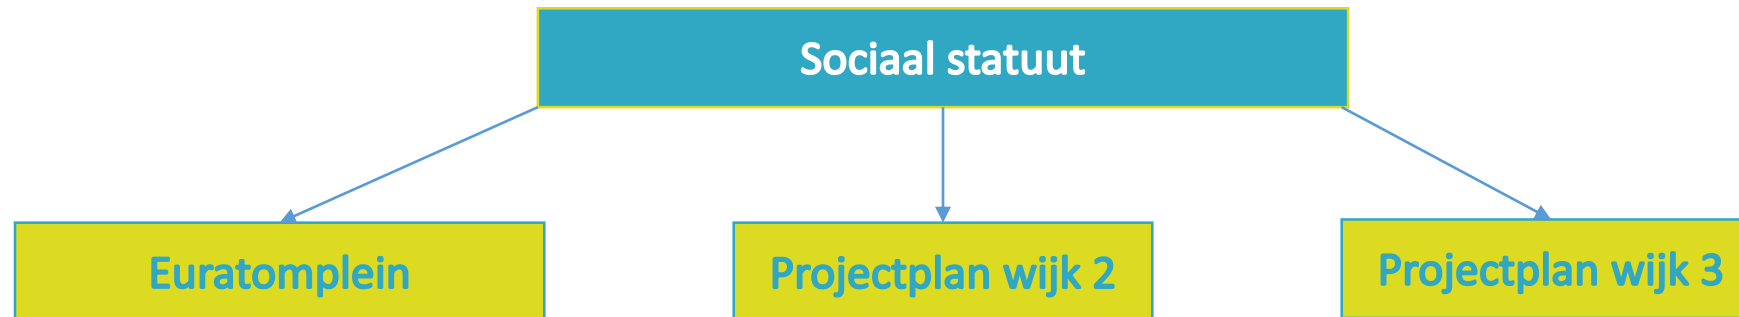 Sociaal statuut
Euratomplein
Projectplan wijk 2
Projectplan wijk 3